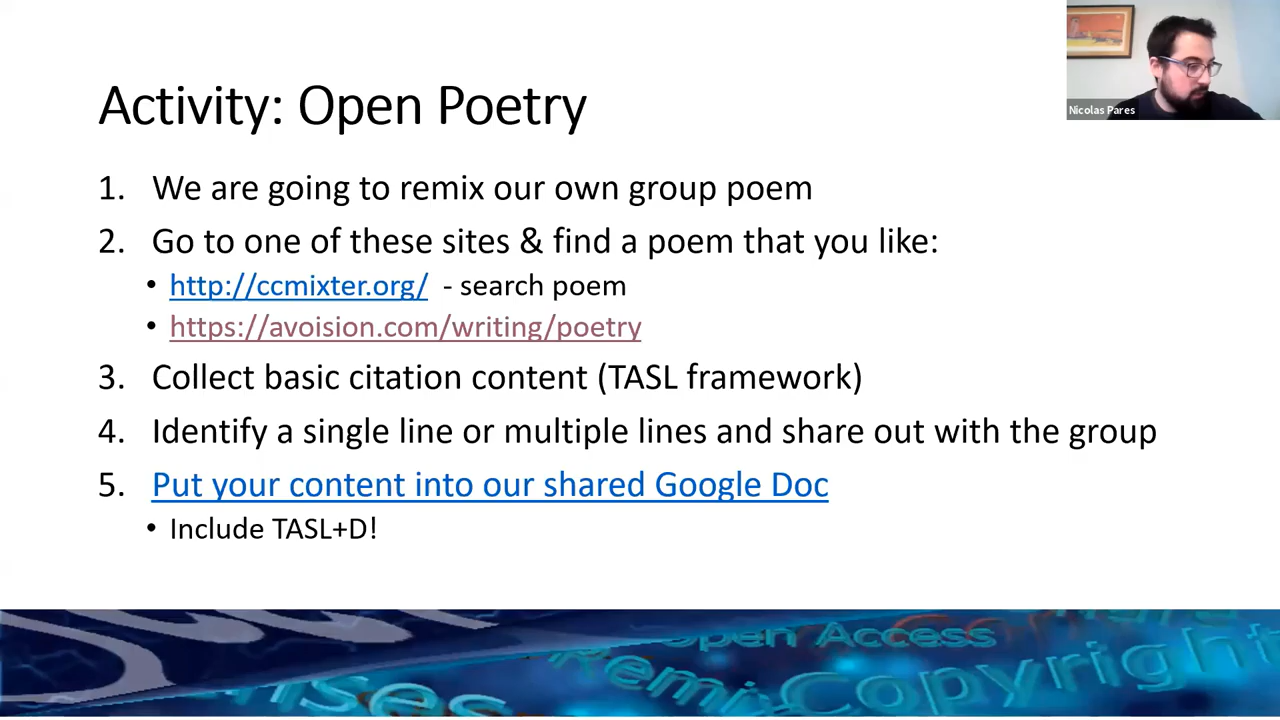 Nicolas Pares
Activity: Open Poetry
1. We are going to remix our own group poem
2. Go to one of these sites & find a poem that you like:
• http://ccmixter.org/ - search poem
• https://avoision.com/writing/poetry
3. Collect basic citation content (TASL framework)
4. Identify a single line or multiple lines and share out with the group
5. Put your content into our shared Google Doc
• Include TASL+D!
Open Access
Copyright